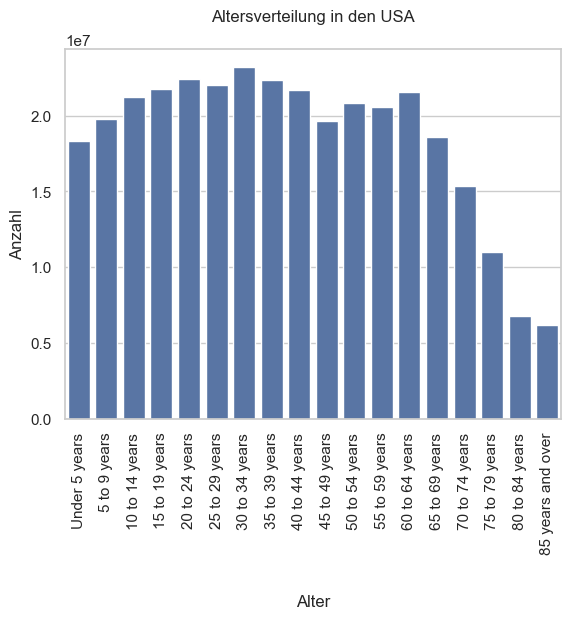 Altersverteilung in den USA
1e7
2.0
1.5
1.0
0.5
0.0
Anzahl
Under 5 years
5 to 9 years
10 to 14 years
15 to 19 years
20 to 24 years
25 to 29 years
30 to 34 years
35 to 39 years
40 to 44 years
45 to 49 years
50 to 54 years
55 to 59 years
60 to 64 years
65 to 69 years
70 to 74 years
75 to 79 years
80 to 84 years
85 years and over
Alter